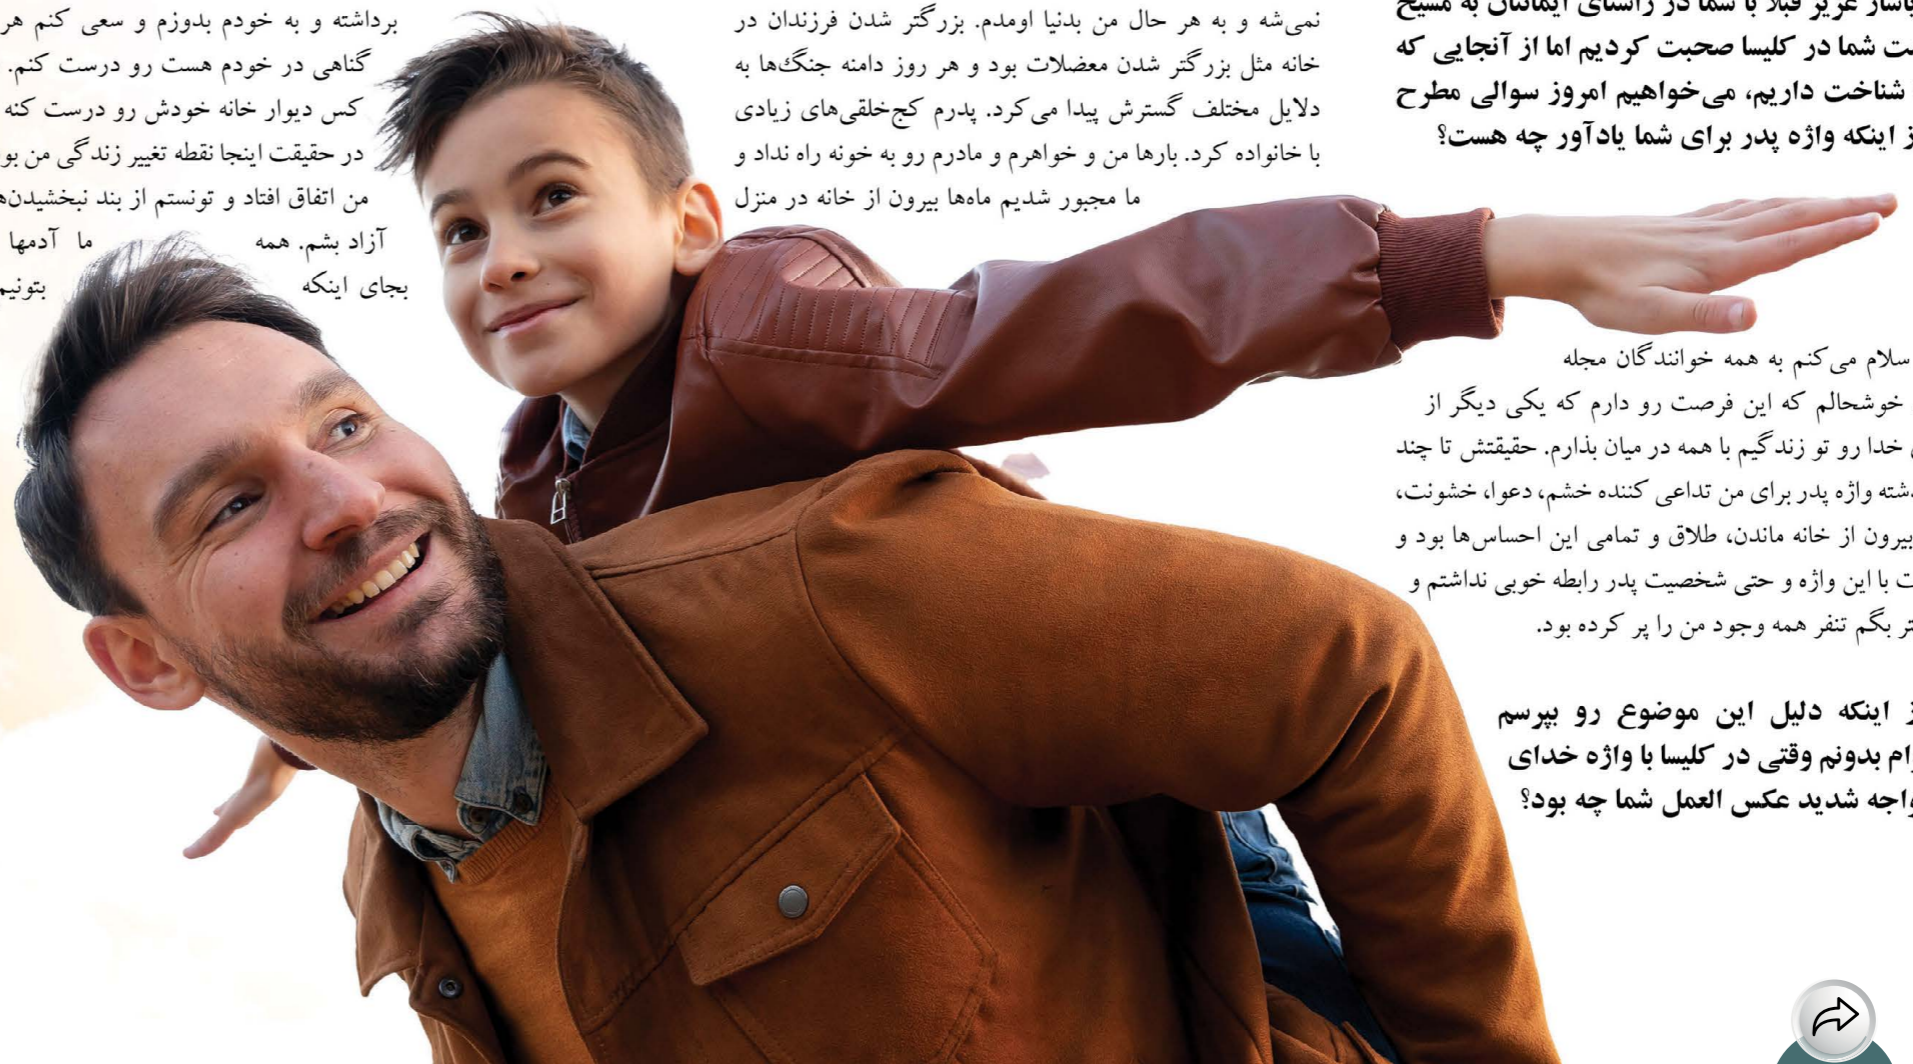 عزیز قبلا با شما در راستای ایمانتان به مسیح
شما در کلیسا صحبت کردیم اما از آنجایی که
شناخت داریم، می‌خواهیم امروز سوالی مطرح
اینکه واژه پدر برای شما یادآور چه هست؟
سلام می‌کنم به همه خوانندگان مجله
خوشحالم که این فرصت رو دارم که یکی دیگر از
خدا رو تو زندگیم با همه در میان بذارم. حقیقتش تا چند
واژه پدر برای من تداعی کننده خشم، دعوا، خشونت،
بیرون از خانه ماندن، طلاق و تمامی این احساس‌ها بود و
با این واژه و حتی شخصیت پدر رابطه خوبی نداشتم و
بگم تنفر همه وجود من را پر کرده بود.
اینکه دلیل این موضوع رو بپرسم
بدونم وقتی در کلیسا با واژه خدای
شدید عکس العمل شما چه بود؟
نمی‌شه و به هر حال من بدنیا اومدم. بزرگتر شدن فرزندان در
خانه مثل بزرگتر شدن معضلات بود و هر روز دامنه جنگ‌ها به
دلایل مختلف گسترش پیدا می‌کرد. پدرم کج‌خلقی‌های زیادی
با خانواده کرد. بارها من و خواهرم و مادرم رو به خونه راه نداد و
ما مجبور شدیم ماه‌ها بیرون از خانه در منزل
برداشته و به خودم بدوزم و سعی کنم هر
گناهی در خودم هست رو درست کنم.
کس دیوار خانه خودش رو درست کنه
در حقیقت اینجا نقطه تغییر زندگی من
من اتفاق افتاد و تونستم از بند
آزاد بشم. همه ما آدمها
بجای اینکه